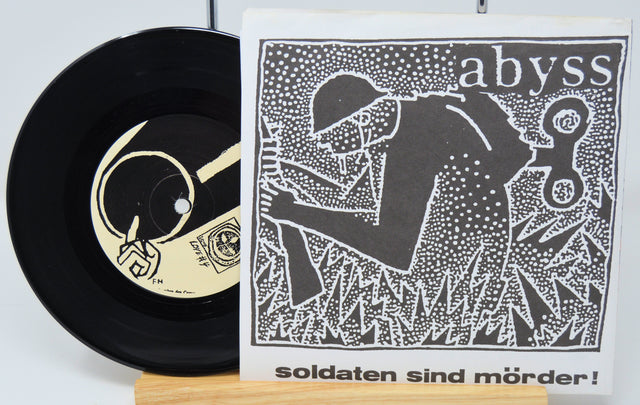 abyss
soldaten sind mörder!
F.M